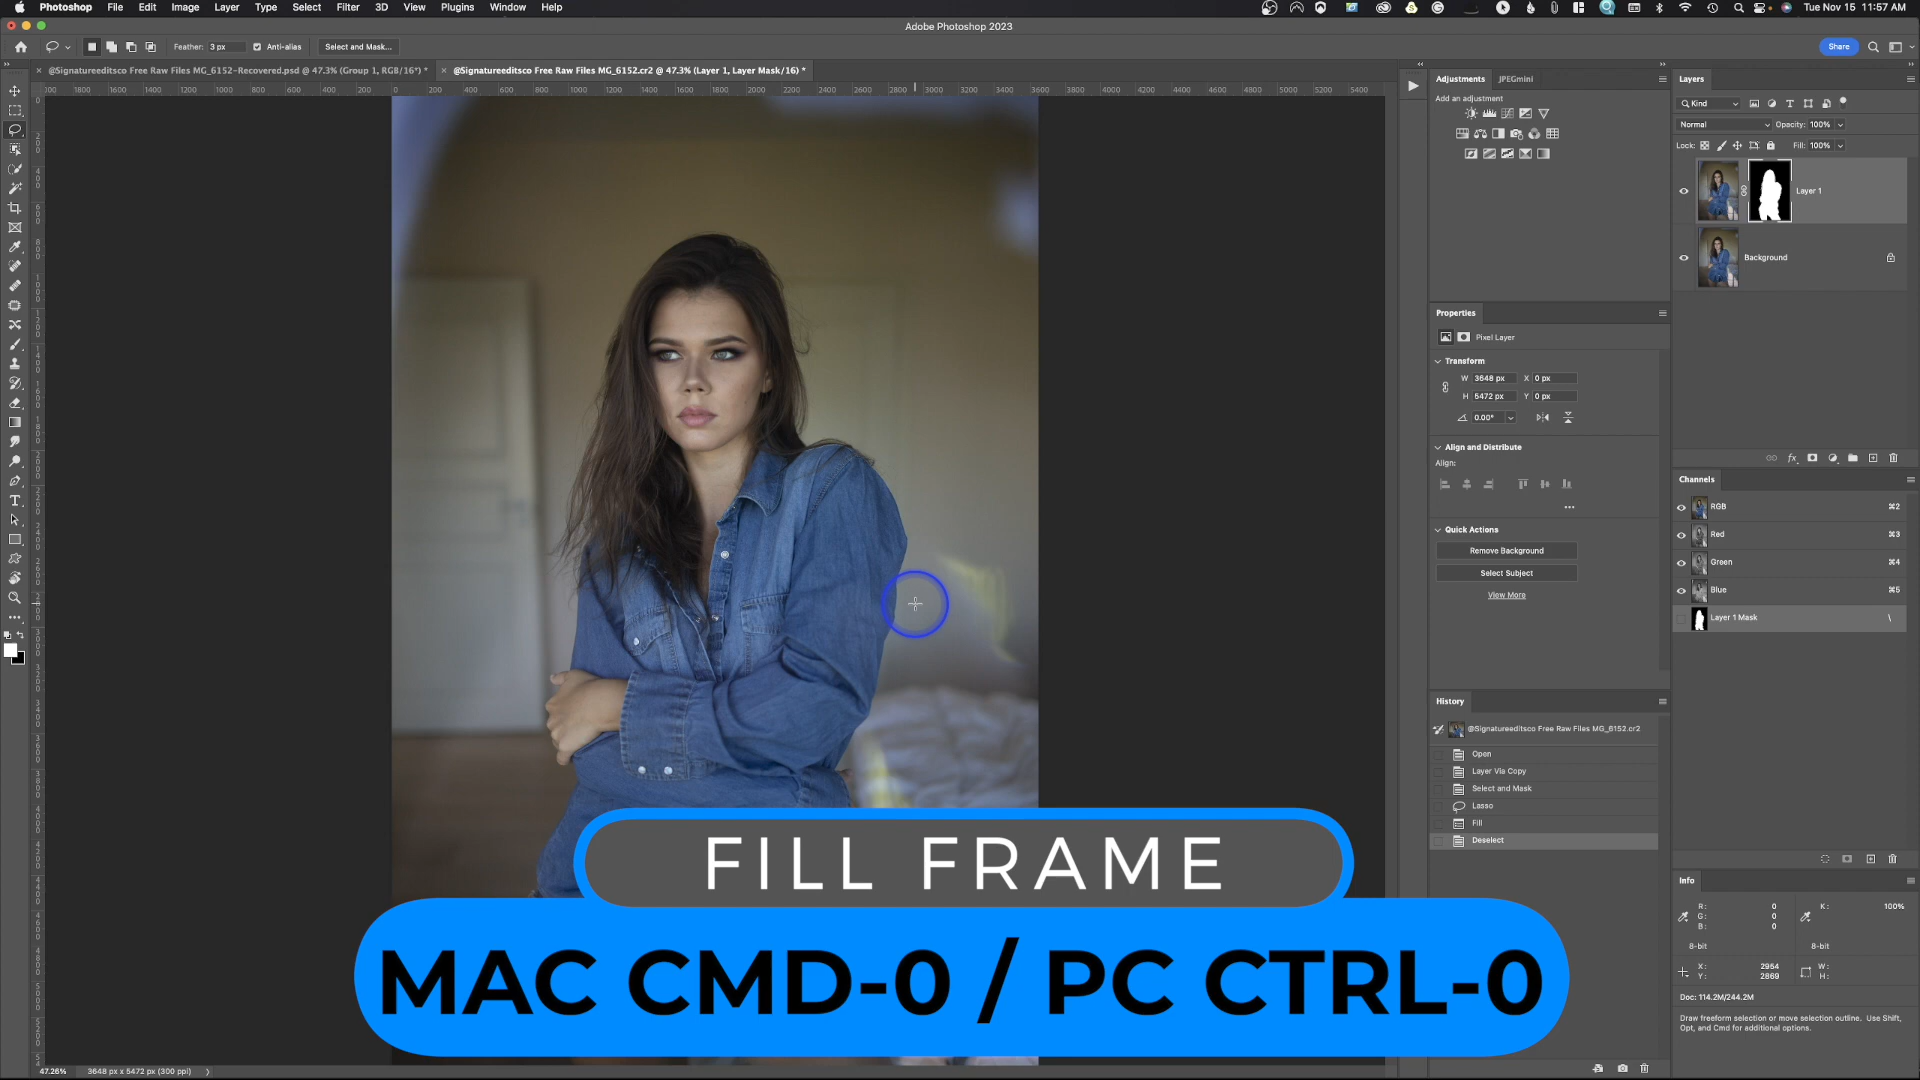 Photoshop File Edit Image Layer Type Select Filter 3D View Plugins Window Help Tue Nov 15 11:57 AM
Adobe Photoshop 2023
Feather: 3 px Anti-alias Select and Mask... Share
@Signatureeditsco Free Raw Files MG_6152-Recovered.psd @ 47.3% (Group 1, RGB/16*) *
@Signatureeditsco Free Raw Files MG_6152.cr2 @ 47.3% (Layer 1, Layer Mask/16) *
Adjustments JPEGmini
Add an adjustment
Properties
Pixel Layer
Transform
W 3648 px X 0 px
H 5472 px Y 0 px
0.00°
Align and Distribute
Align:
Quick Actions
Remove Background
Select Subject
View More
History
@Signatureeditsco Free Raw Files MG_6152.cr2
Open
Layer Via Copy
Select and Mask
Lasso
Fill
Deselect
Layers
Kind
Normal Opacity: 100%
Lock: Fill: 100%
Layer 1
Background
Channels
RGB ⌘2
Red ⌘3
Green ⌘4
Blue ⌘5
Layer 1 Mask \
Info
R: 0 K: 100%
G: 0
B: 0
8-bit 8-bit
X: 2954 W:
Y: 2869 H:
Doc: 114.2M/244.2M
Draw freeform selection or move selection outline. Use Shift,
Opt, and Cmd for additional options.
FILL FRAME
MAC CMD-0 / PC CTRL-0
47.26% 3648 px x 5472 px (300 ppi)